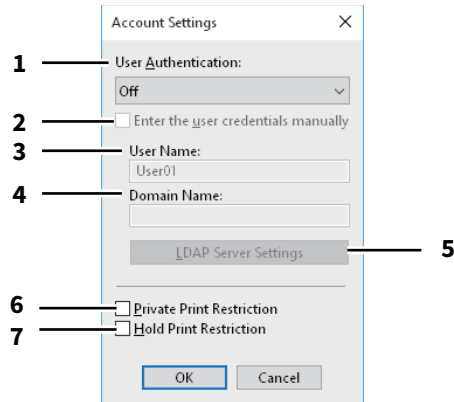 Account Settings
1 User Authentication:
Off
2 Enter the user credentials manually
3 User Name:
User01
4 Domain Name:
LDAP Server Settings 5
6 Private Print Restriction
7 Hold Print Restriction
OK Cancel